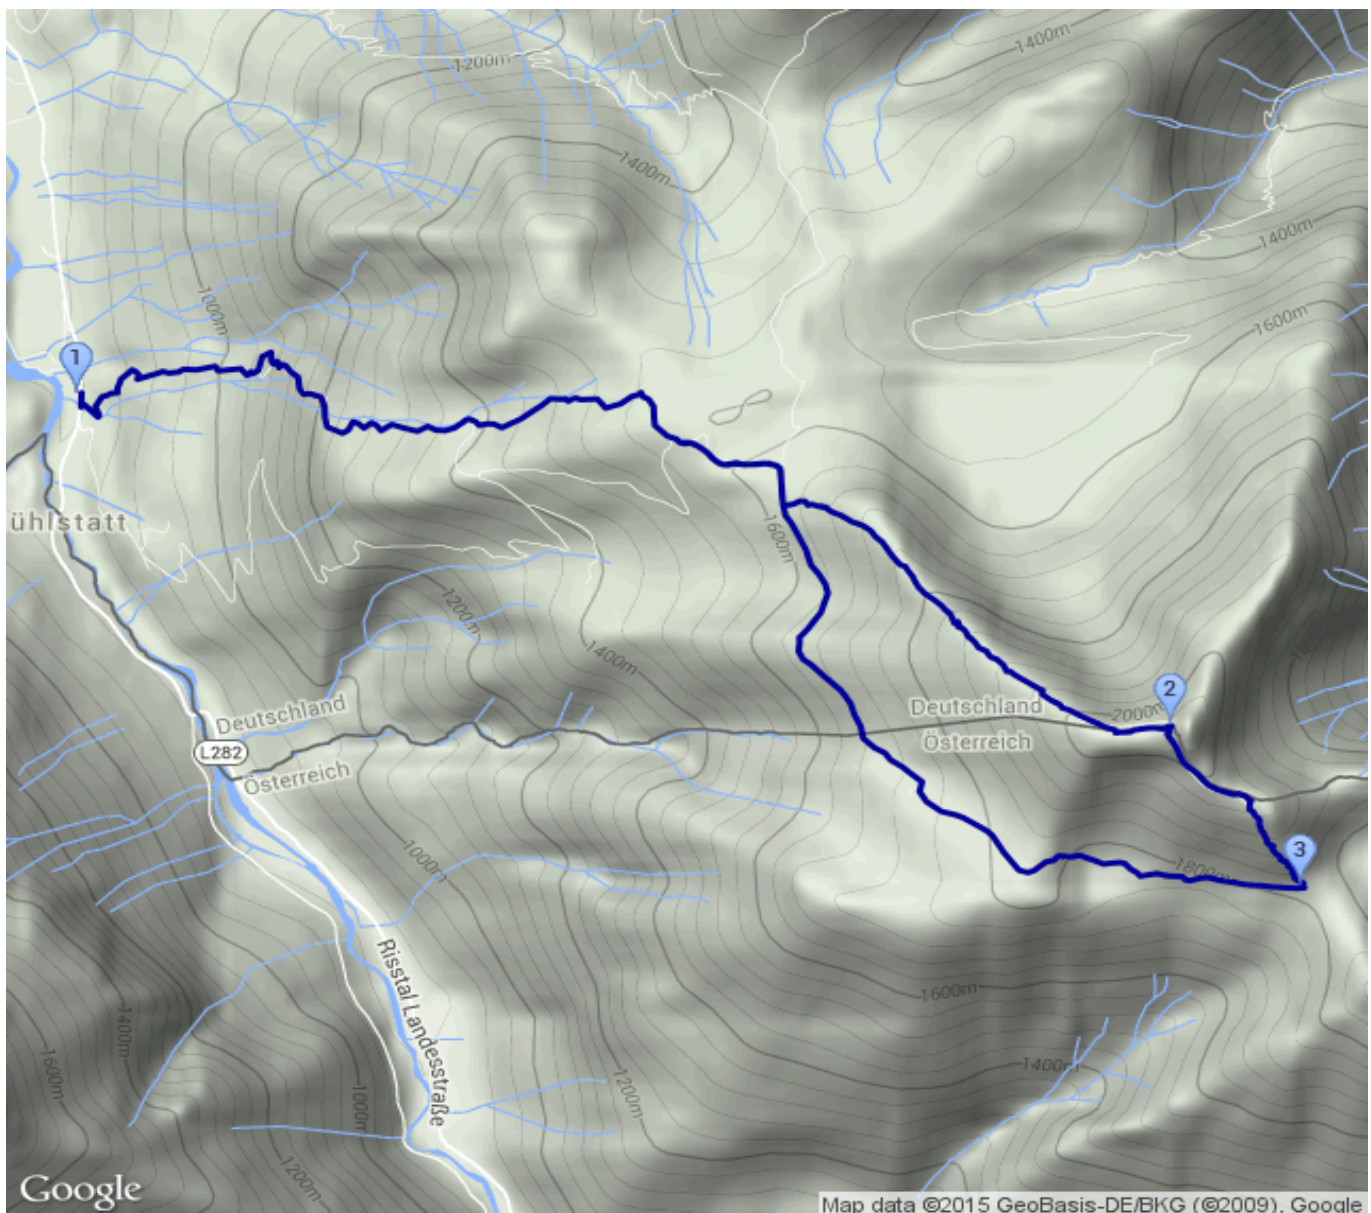 1400m
1200m
1400m
1400m
1000m
1600m
1
ühlstatt
1600m
1200m
1400m
2
Deutschland
2000m
Deutschland
Österreich
L282
Österreich
1000m
3
1800m
Risstal Landesstraße
1600m
1400m
1600m
1400m
1000m
1200m
1200m
Google
Map data ©2015 GeoBasis-DE/BKG (©2009), Google